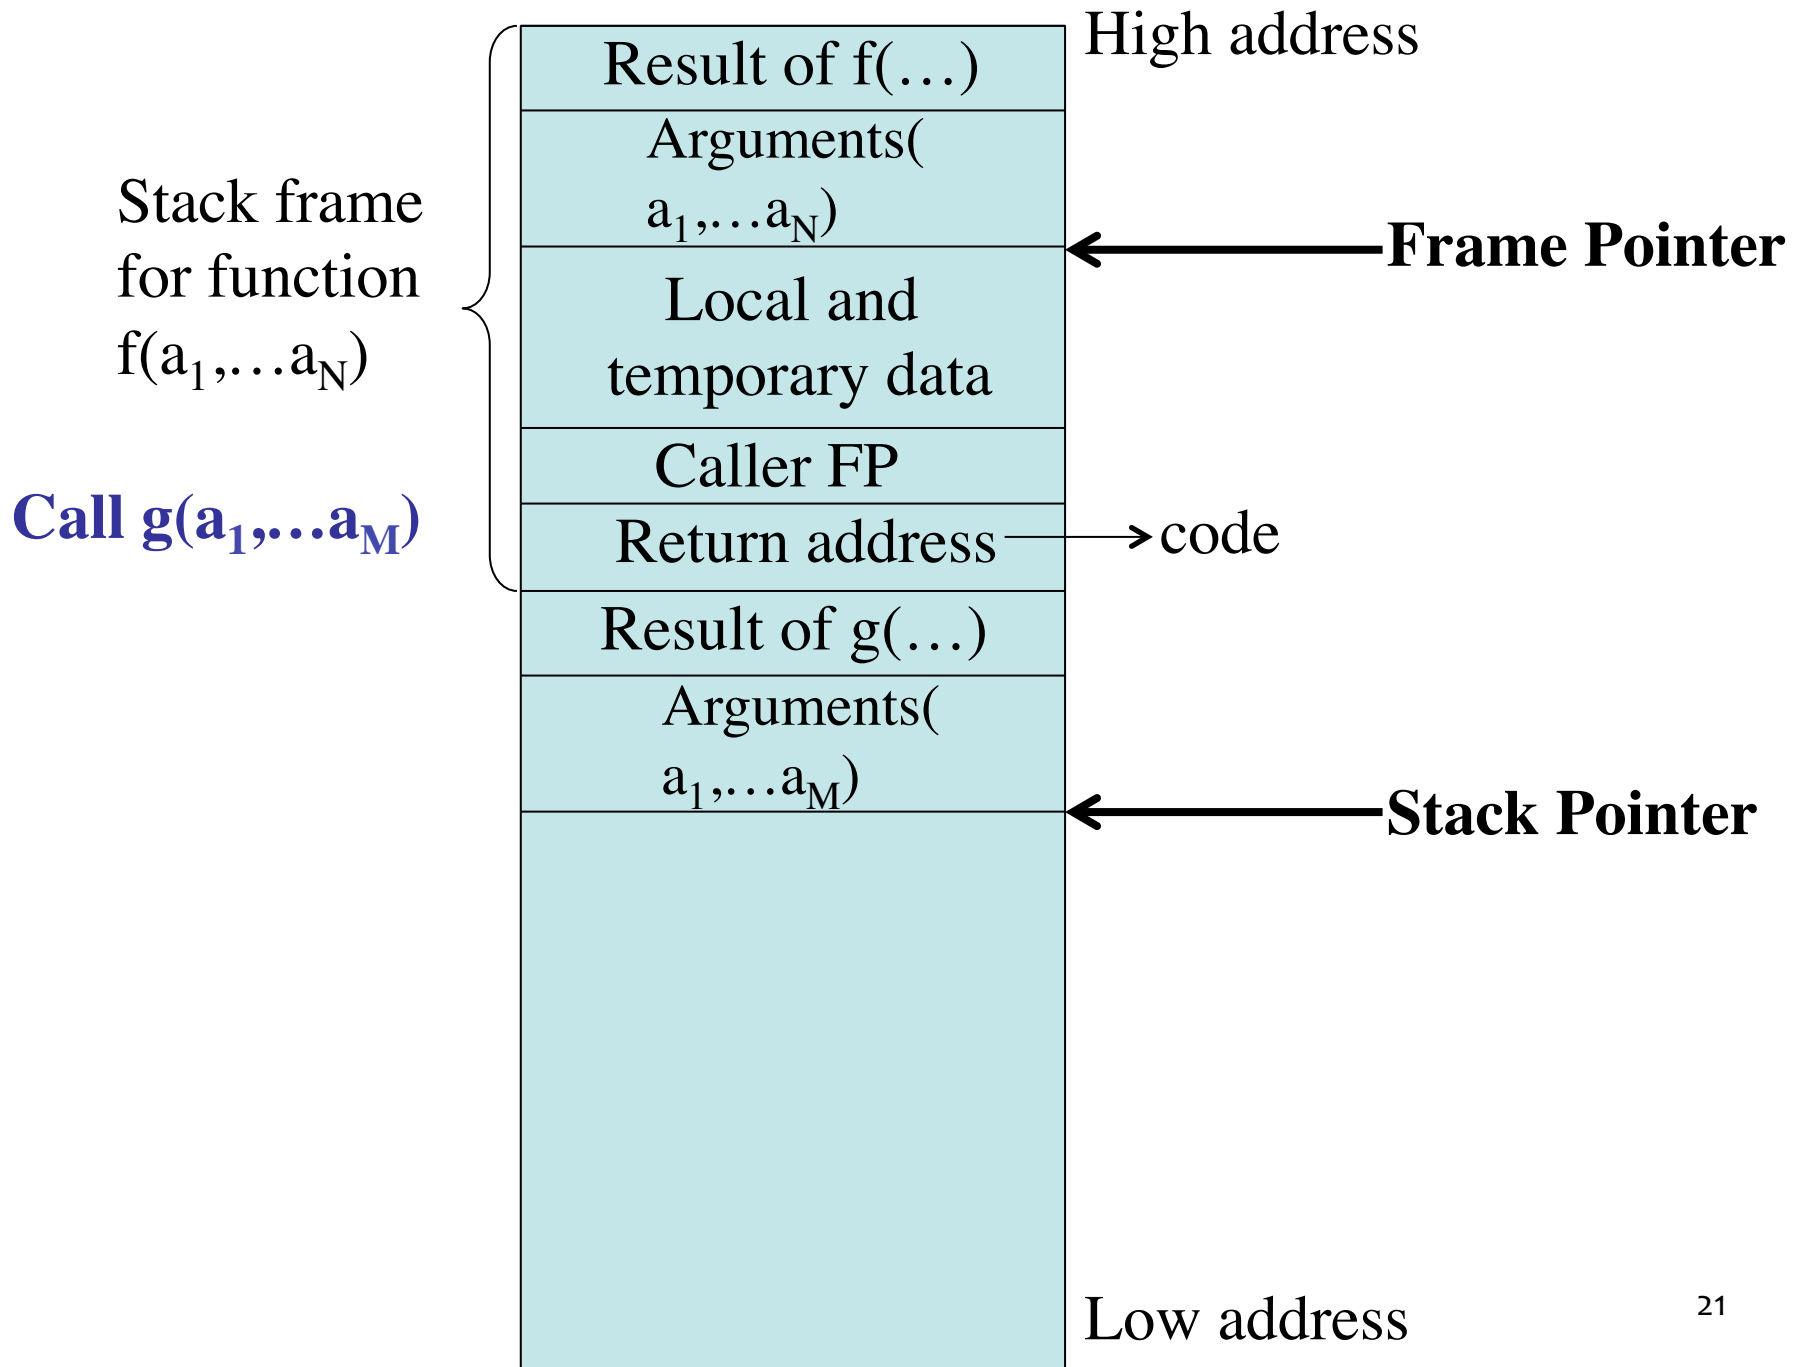 High address
Result of f(…)
Arguments(
a1,…aN)
Stack frame
for function
f(a1,…aN)
Frame Pointer
Local and
temporary data
Caller FP
Call g(a1,…aM)
Return address
code
Result of g(…)
Arguments(
a1,…aM)
Stack Pointer
Low address
21